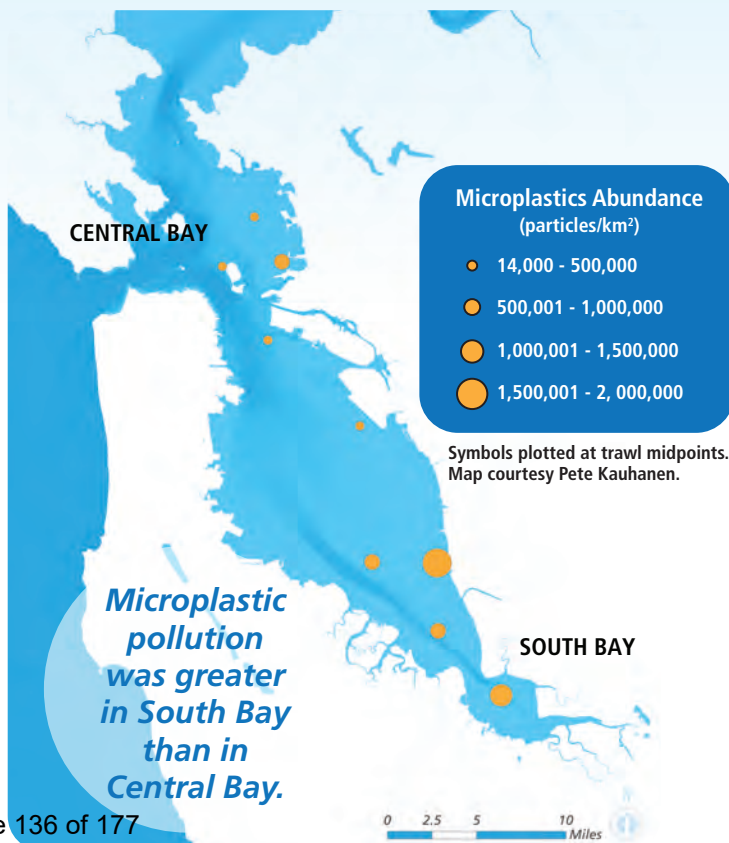 CENTRAL BAY
Microplastics Abundance
(particles/km²)
14,000 - 500,000
500,001 - 1,000,000
1,000,001 - 1,500,000
1,500,001 - 2, 000,000
Symbols plotted at trawl midpoints.
Map courtesy Pete Kauhanen.
Microplastic
pollution
was greater
in South Bay
than in
Central Bay.
SOUTH BAY
e 136 of 177
0 2.5 5 10
Miles